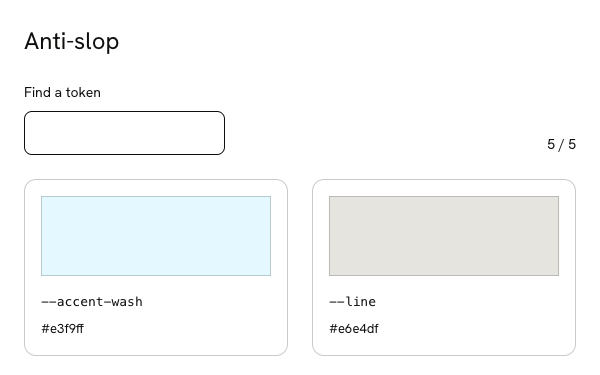 Anti-slop
Find a token
5 / 5
--accent-wash
#e3f9ff
--line
#e6e4df